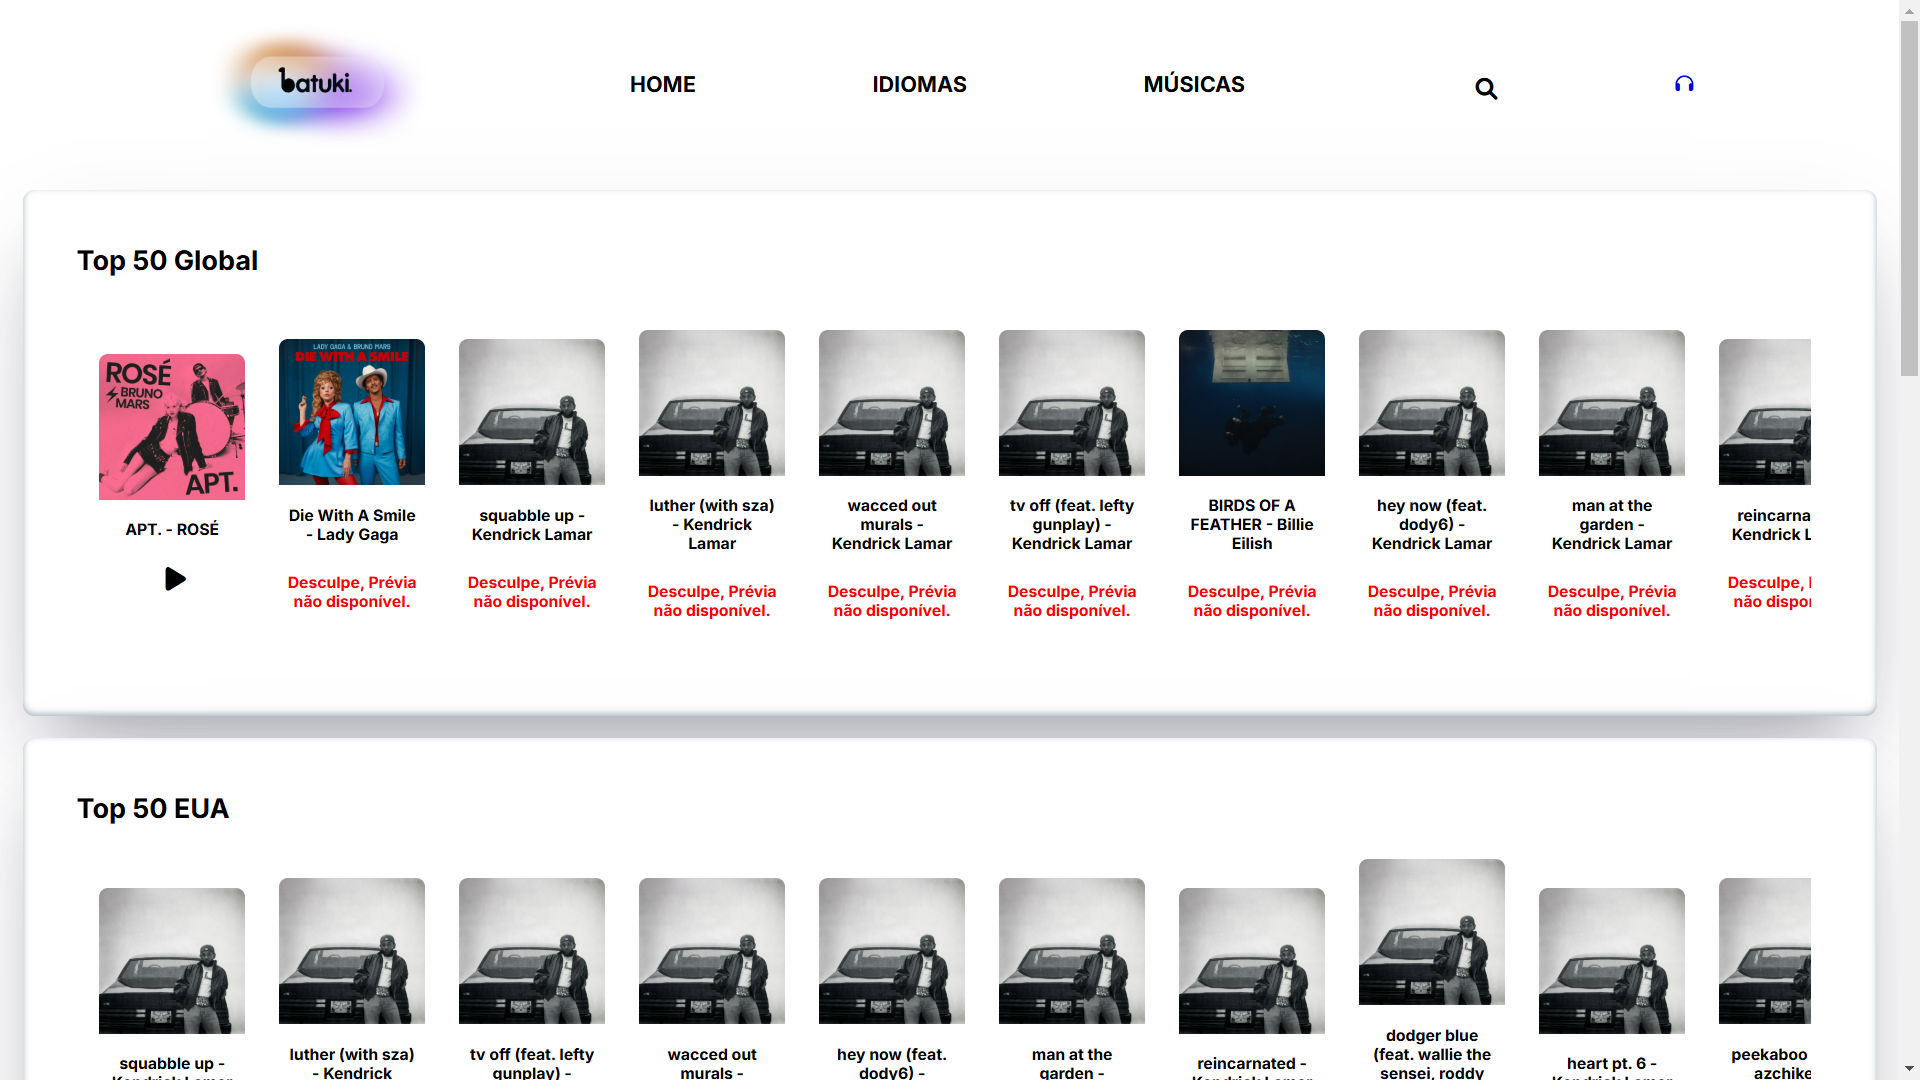 batuki.
HOME
IDIOMAS
MÚSICAS
Top 50 Global
ROSÉ
BRUNO
MARS
APT.
APT. - ROSÉ
LADY GAGA & BRUNO MARS
DIE WITH A SMILE
Die With A Smile
- Lady Gaga
Desculpe, Prévia
não disponível.
squabble up -
Kendrick Lamar
Desculpe, Prévia
não disponível.
luther (with sza)
- Kendrick
Lamar
Desculpe, Prévia
não disponível.
wacced out
murals -
Kendrick Lamar
Desculpe, Prévia
não disponível.
tv off (feat. lefty
gunplay) -
Kendrick Lamar
Desculpe, Prévia
não disponível.
BIRDS OF A
FEATHER - Billie
Eilish
Desculpe, Prévia
não disponível.
hey now (feat.
dody6) -
Kendrick Lamar
Desculpe, Prévia
não disponível.
man at the
garden -
Kendrick Lamar
Desculpe, Prévia
não disponível.
reincarna
Kendrick L
Desculpe,
não dispo
Top 50 EUA
squabble up -
Kendrick Lamar
luther (with sza)
- Kendrick
tv off (feat. lefty
gunplay) -
wacced out
murals -
hey now (feat.
dody6) -
man at the
garden -
reincarnated -
Kendrick Lamar
dodger blue
(feat. wallie the
sensei, roddy
heart pt. 6 -
Kendrick Lamar
peekaboo
azchike